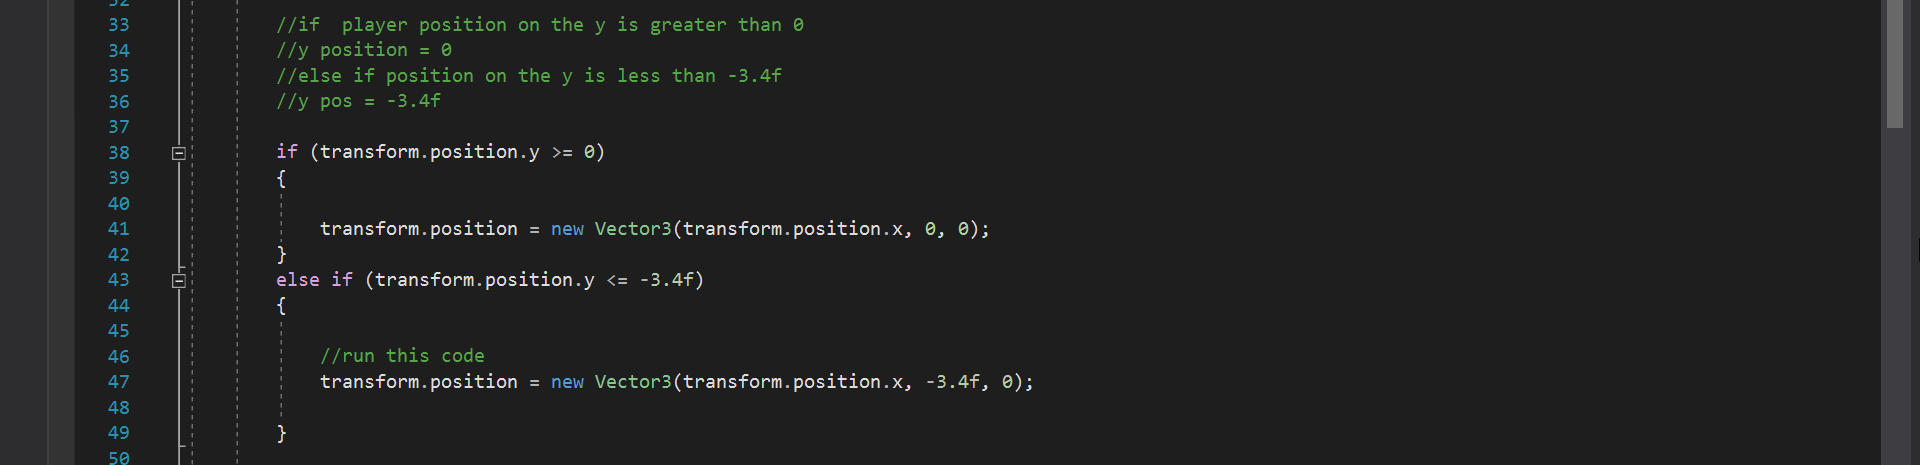 32
33 //if  player position on the y is greater than 0
34 //y position = 0
35 //else if position on the y is less than -3.4f
36 //y pos = -3.4f
37
38 if (transform.position.y >= 0)
39 {
40
41 transform.position = new Vector3(transform.position.x, 0, 0);
42 }
43 else if (transform.position.y <= -3.4f)
44 {
45
46 //run this code
47 transform.position = new Vector3(transform.position.x, -3.4f, 0);
48
49 }
50